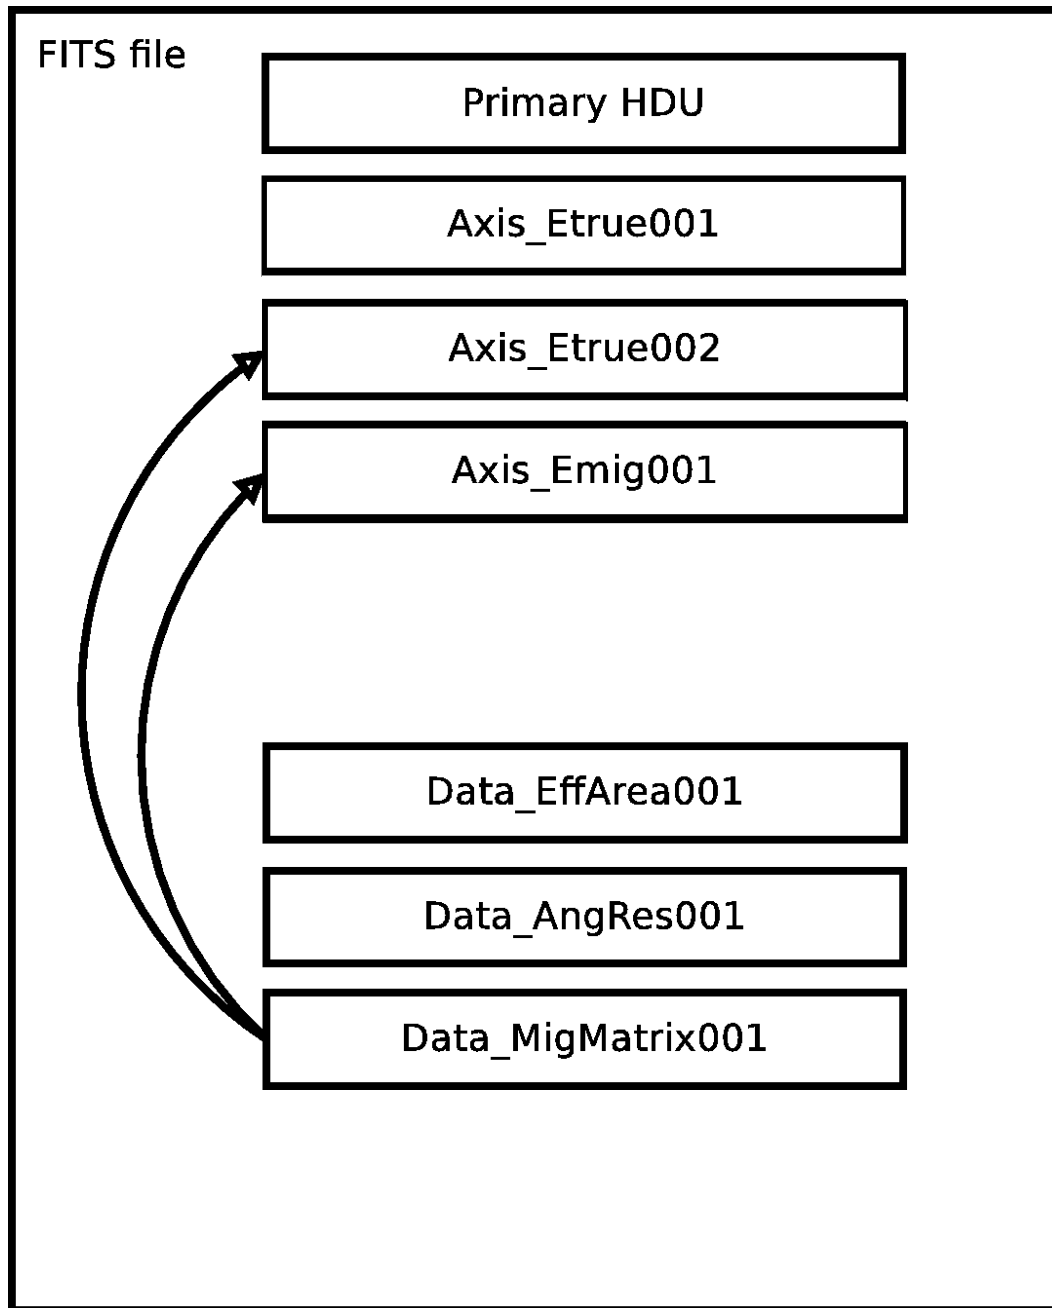 FITS file
Primary HDU
Axis_Etrue001
Axis_Etrue002
Axis_Emig001
Data_EffArea001
Data_AngRes001
Data_MigMatrix001